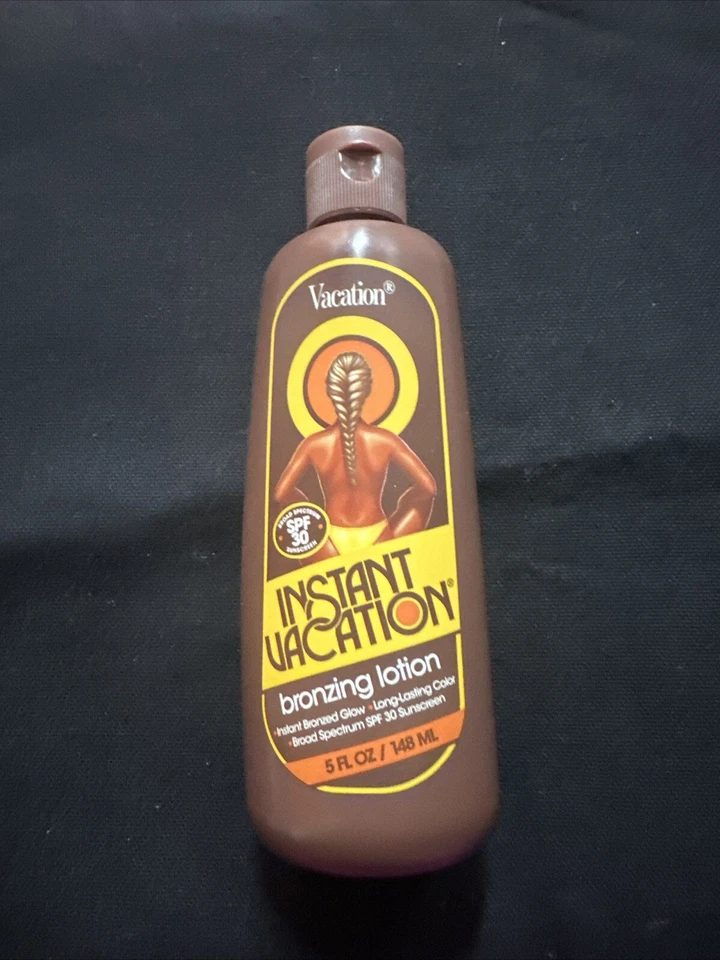 Vacation®
BROAD SPECTRUM
SPF
30
SUNSCREEN
INSTANT
VACATION®
bronzing lotion
•Instant Bronzed Glow •Long-Lasting Color
•Broad Spectrum SPF 30 Sunscreen
5 FL OZ / 148 ML